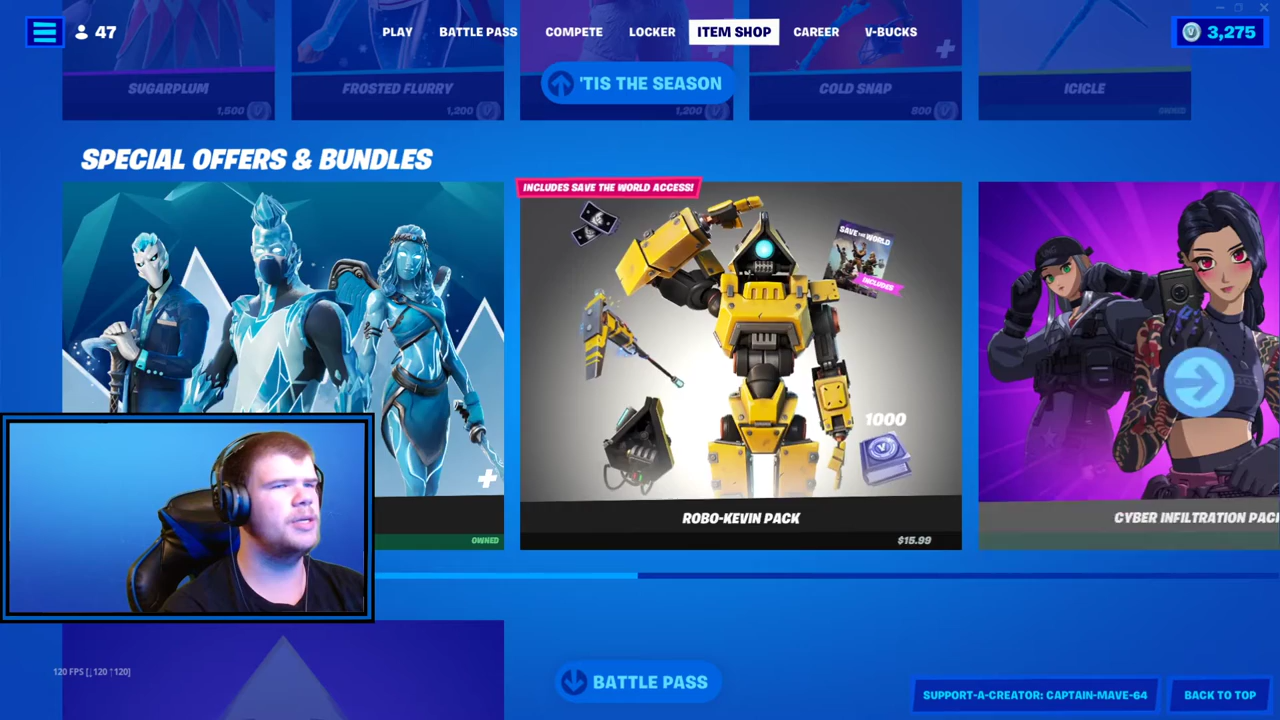 47
PLAY
BATTLE PASS
COMPETE
LOCKER
ITEM SHOP
CAREER
V-BUCKS
3,275
SUGARPLUM
1,500
FROSTED FLURRY
1,200
'TIS THE SEASON
1,200
COLD SNAP
500
ICICLE
OWNED
SPECIAL OFFERS & BUNDLES
INCLUDES SAVE THE WORLD ACCESS!
SAVE THE WORLD
INCLUDES
1000
ROBO-KEVIN PACK
$15.99
OWNED
CYBER INFILTRATION PACK
120 FPS [↓120 ↑120]
BATTLE PASS
SUPPORT-A-CREATOR: CAPTAIN-MAVE-64
BACK TO TOP